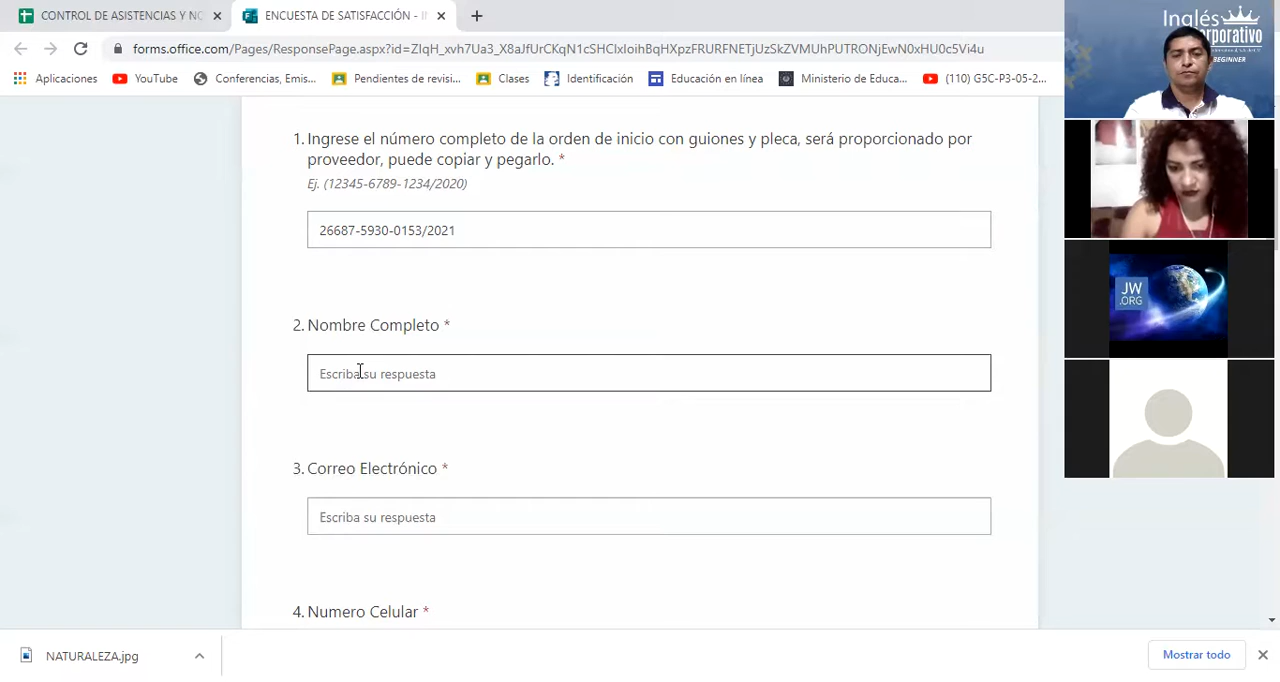 CONTROL DE ASISTENCIAS Y NO
ENCUESTA DE SATISFACCIÓN - I
forms.office.com/Pages/ResponsePage.aspx?id=ZIqH_xvh7Ua3_X8aJfUrCKqN1cSHClxIoihBqHXpzFRURFNETjUzSkZVMUhPUTRONjEwN0xHU0c5Vi4u
Aplicaciones YouTube Conferencias, Emis... Pendientes de revisi... Clases Identificación Educación en línea Ministerio de Educa... (110) G5C-P3-05-2...
1. Ingrese el número completo de la orden de inicio con guiones y pleca, será proporcionado por
proveedor, puede copiar y pegarlo. *
Ej. (12345-6789-1234/2020)
26687-5930-0153/2021
2. Nombre Completo *
Escriba su respuesta
3. Correo Electrónico *
Escriba su respuesta
4. Numero Celular *
NATURALEZA.jpg
Mostrar todo
Inglés
rporativo
BEGINNER
JW
.ORG